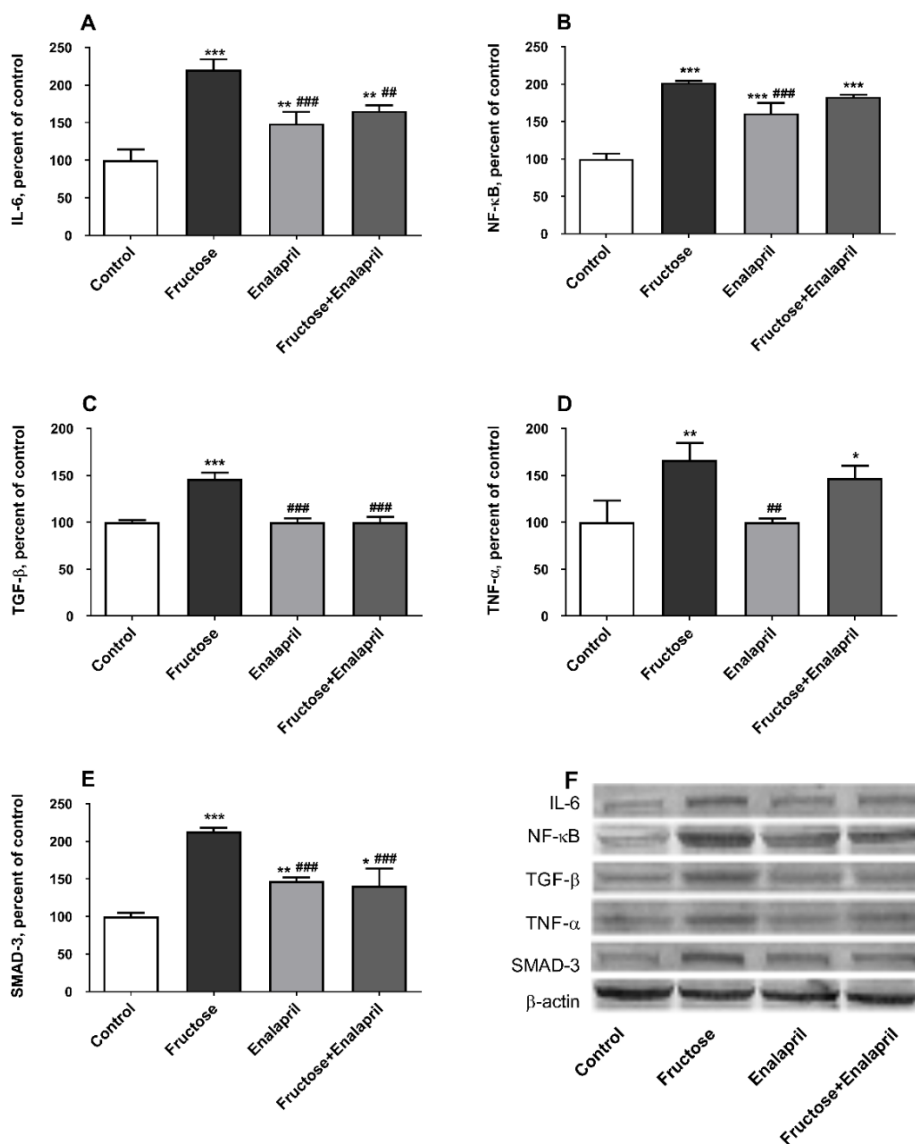 A
IL-6, percent of control
250
200
150
100
50
0
***
** ###
** ##
Control
Fructose
Enalapril
Fructose+Enalapril
B
NF-κB, percent of control
250
200
150
100
50
0
***
*** ###
***
Control
Fructose
Enalapril
Fructose+Enalapril
C
TGF-β, percent of control
200
150
100
50
0
***
###
###
Control
Fructose
Enalapril
Fructose+Enalapril
D
TNF-α, percent of control
200
150
100
50
0
**
##
*
Control
Fructose
Enalapril
Fructose+Enalapril
E
SMAD-3, percent of control
250
200
150
100
50
0
***
** ###
* ###
Control
Fructose
Enalapril
Fructose+Enalapril
F
IL-6
NF-κB
TGF-β
TNF-α
SMAD-3
β-actin
Control
Fructose
Enalapril
Fructose+Enalapril